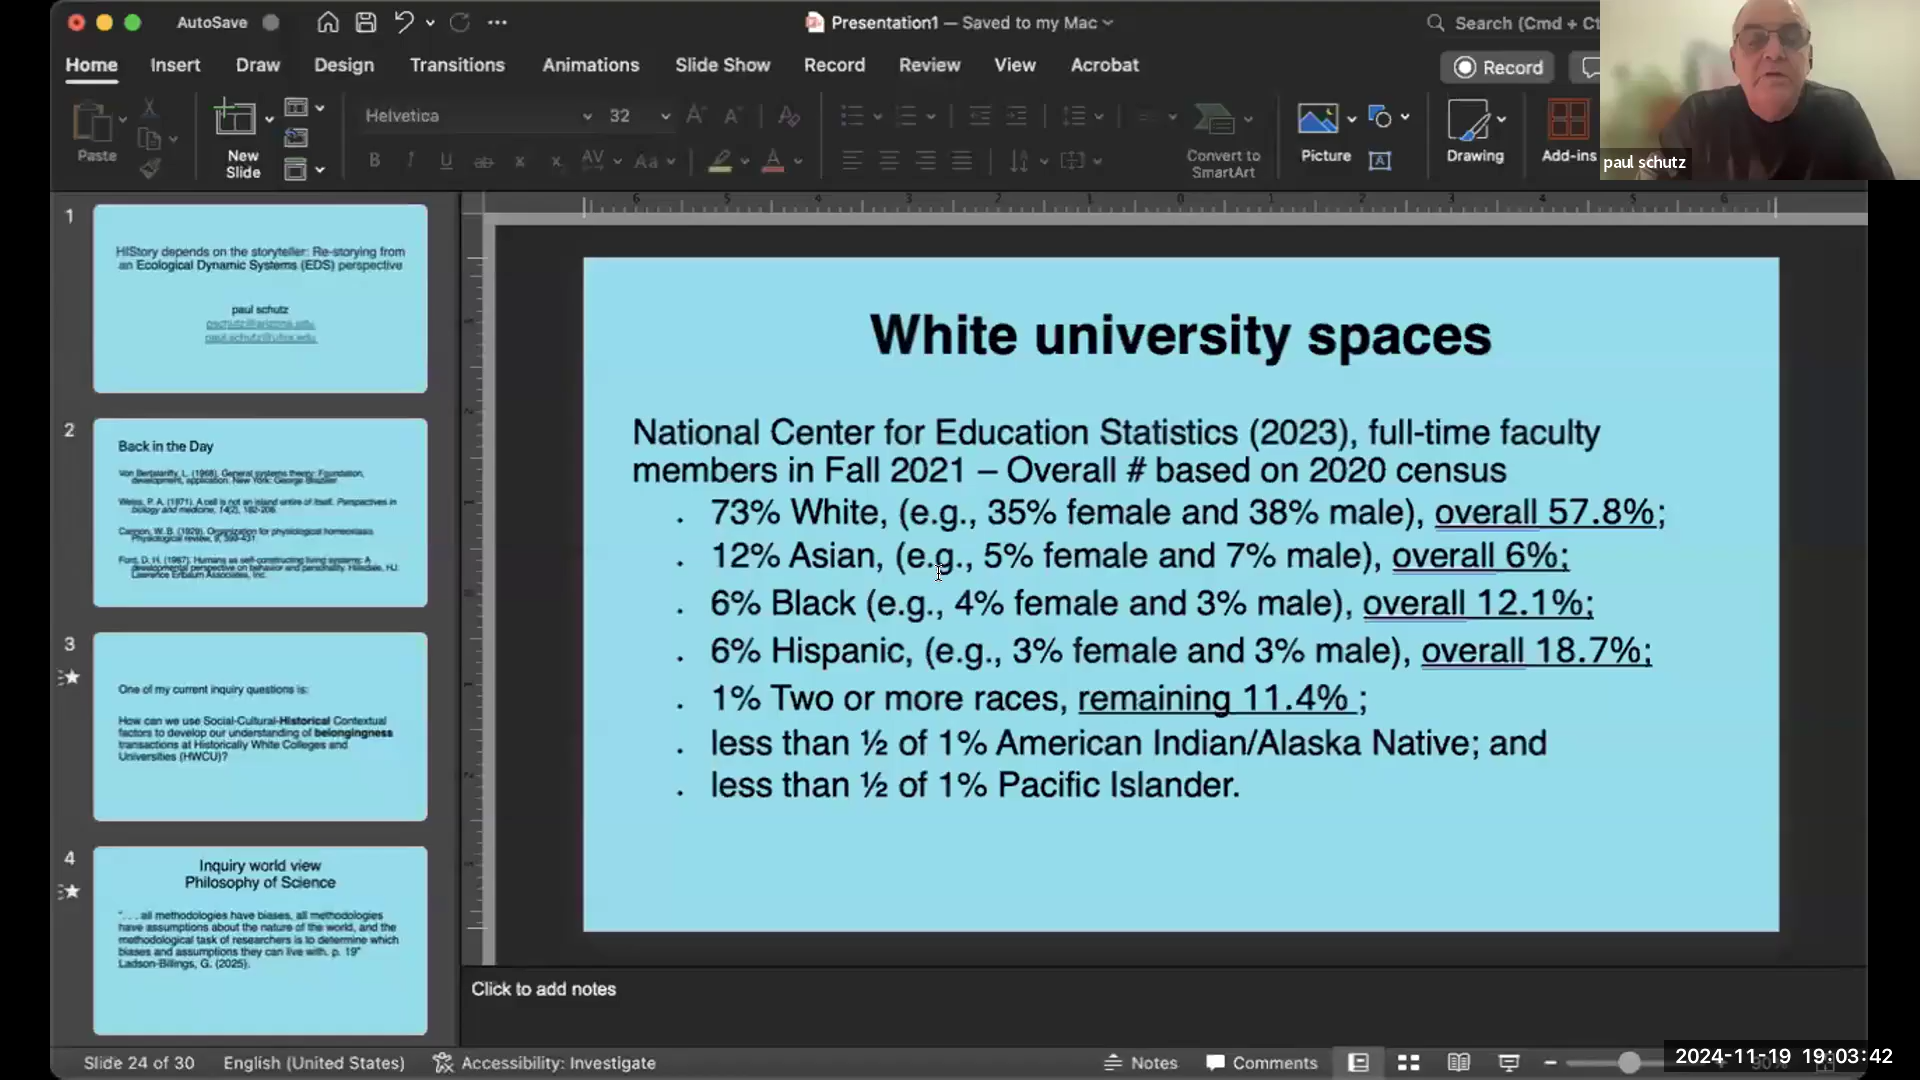 AutoSave
Presentation1 — Saved to my Mac
Search (Cmd + Ct
Home Insert Draw Design Transitions Animations Slide Show Record Review View Acrobat
Record
Paste
New
Slide
Helvetica 32
Convert to
SmartArt
Picture
Drawing
Add-ins
paul schutz
1
HIStory depends on the storyteller: Re-storying from
an Ecological Dynamic Systems (EDS) perspective
paul schutz
pschutz@arizona.edu
paul.schutz@utsa.edu
2
Back in the Day
Von Bertalanffy, L. (1968). General systems theory: Foundation,
development, application. New York: George Braziller
Weiss, P. A. (1971). A cell is not an island entire of itself. Perspectives in
biology and medicine, 14(2), 182-205.
Cannon, W. B. (1929). Organization for physiological homeostasis.
Physiological review, 9, 399-431
Ford, D. H. (1987). Humans as self-constructing living systems: A
developmental perspective on behavior and personality. Hillsdale, HJ:
Lawrence Erlbaum Associates, Inc.
3
One of my current inquiry questions is:
How can we use Social-Cultural-Historical Contextual
factors to develop our understanding of belongingness
transactions at Historically White Colleges and
Universities (HWCU)?
4
Inquiry world view
Philosophy of Science
". . . all methodologies have biases, all methodologies
have assumptions about the nature of the world, and the
methodological task of researchers is to determine which
biases and assumptions they can live with. p. 19"
Ladson-Billings, G. (2025).
White university spaces
National Center for Education Statistics (2023), full-time faculty
members in Fall 2021 – Overall # based on 2020 census
• 73% White, (e.g., 35% female and 38% male), overall 57.8%;
• 12% Asian, (e.g., 5% female and 7% male), overall 6%;
• 6% Black (e.g., 4% female and 3% male), overall 12.1%;
• 6% Hispanic, (e.g., 3% female and 3% male), overall 18.7%;
• 1% Two or more races, remaining 11.4% ;
• less than ½ of 1% American Indian/Alaska Native; and
• less than ½ of 1% Pacific Islander.
Click to add notes
Slide 24 of 30 English (United States) Accessibility: Investigate
Notes Comments
2024-11-19 19:03:42